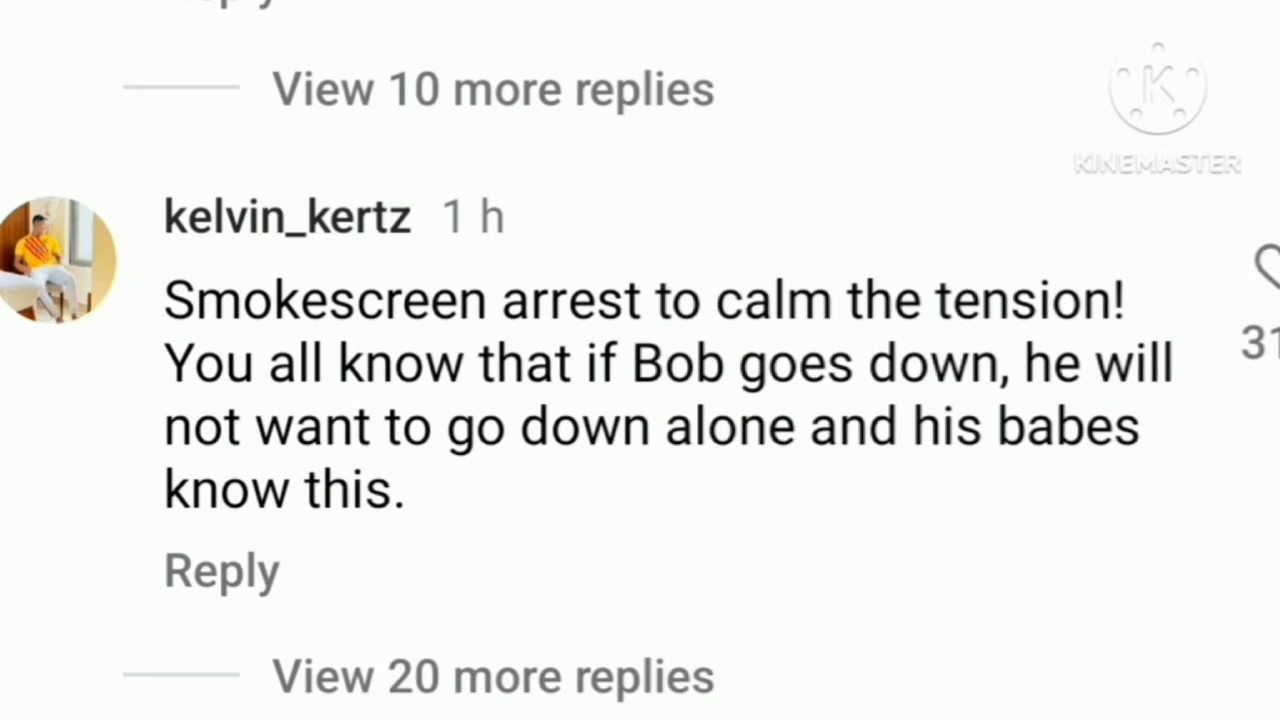 View 10 more replies
KINEMASTER
kelvin_kertz 1 h
Smokescreen arrest to calm the tension!
You all know that if Bob goes down, he will
31
not want to go down alone and his babes
know this.
Reply
View 20 more replies